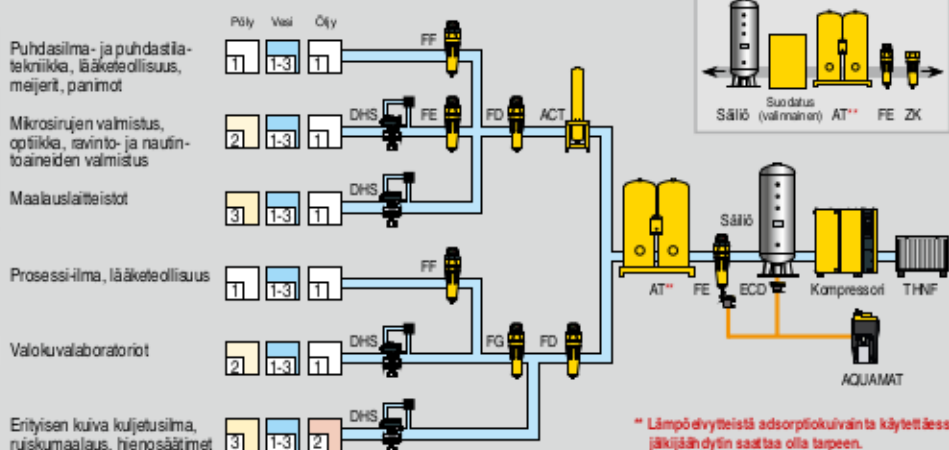 Pöly Vesi Öljy
Puhdasilma- ja puhdastila-
tekniikka, lääketeollisuus,
meijerit, panimot
1 1-3 1
FF
Mikrosirujen valmistus,
optiikka, ravinto- ja nautin-
toaineiden valmistus
2 1-3 1
DHS FE FD ACT
Maalauslaitteistot
3 1-3 1
DHS
Prosessi-ilma, lääketeollisuus
1 1-3 1
FF
Valokuvalaboratoriot
2 1-3 1
DHS FG FD
Erityisen kuiva kuljetusilma,
ruiskumaalaus, hienosäätimet
3 1-3 2
DHS
Säiliö Suodatus AT** FE ZK
(valinnainen)
Säiliö
AT** FE ECD Kompressori THNF
AQUAMAT
** Lämpöelvytteistä adsorptiokuivainta käytettäess
jälkijäähdytin saattaa olla tarpeen.